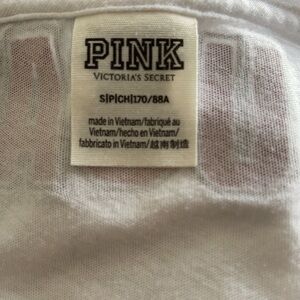 PINK
VICTORIA'S SECRET
S|P|CH|170/88A
made in Vietnam/fabriqué au
Vietnam/hecho en Vietnam/
fabbricato in Vietnam/越南制造